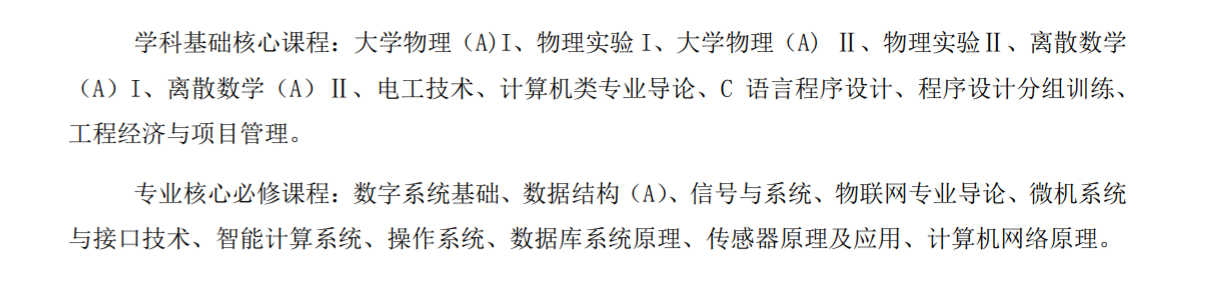 学科基础核心课程：大学物理（A)I、物理实验 I、大学物理（A) Ⅱ、物理实验Ⅱ、离散数学
（A）I、离散数学（A）Ⅱ、电工技术、计算机类专业导论、C 语言程序设计、程序设计分组训练、
工程经济与项目管理。
专业核心必修课程：数字系统基础、数据结构（A）、信号与系统、物联网专业导论、微机系统
与接口技术、智能计算系统、操作系统、数据库系统原理、传感器原理及应用、计算机网络原理。